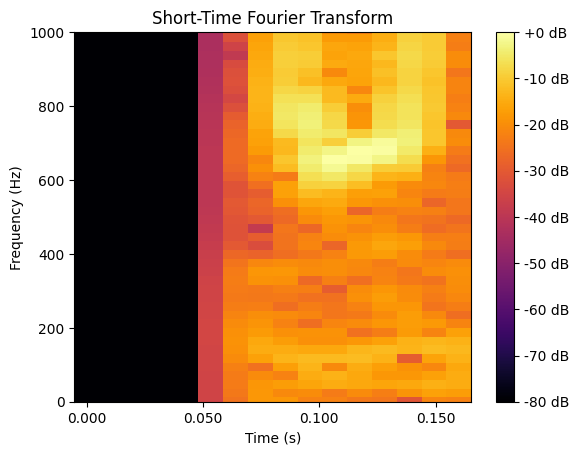 Short-Time Fourier Transform
1000
800
600
400
200
0
Frequency (Hz)
0.000
0.050
0.100
0.150
Time (s)
+0 dB
-10 dB
-20 dB
-30 dB
-40 dB
-50 dB
-60 dB
-70 dB
-80 dB